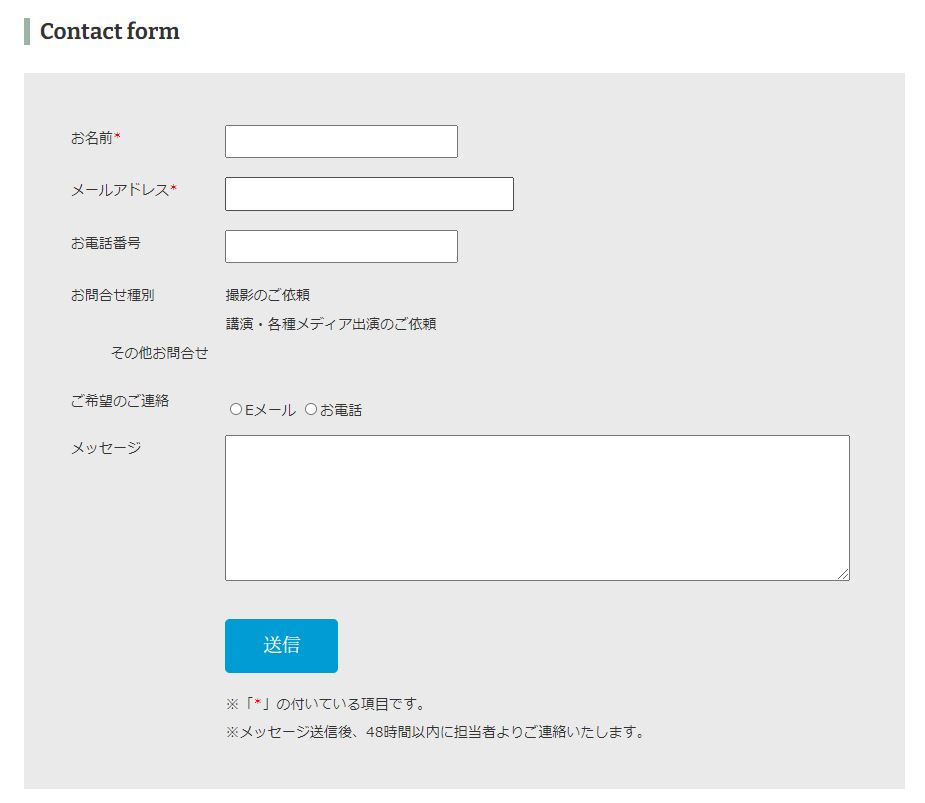 Contact form
お名前*
メールアドレス*
お電話番号
お問合せ種別 撮影のご依頼
講演・各種メディア出演のご依頼
その他お問合せ
ご希望のご連絡 Eメール お電話
メッセージ
送信
※「*」の付いている項目です。
※メッセージ送信後、48時間以内に担当者よりご連絡いたします。